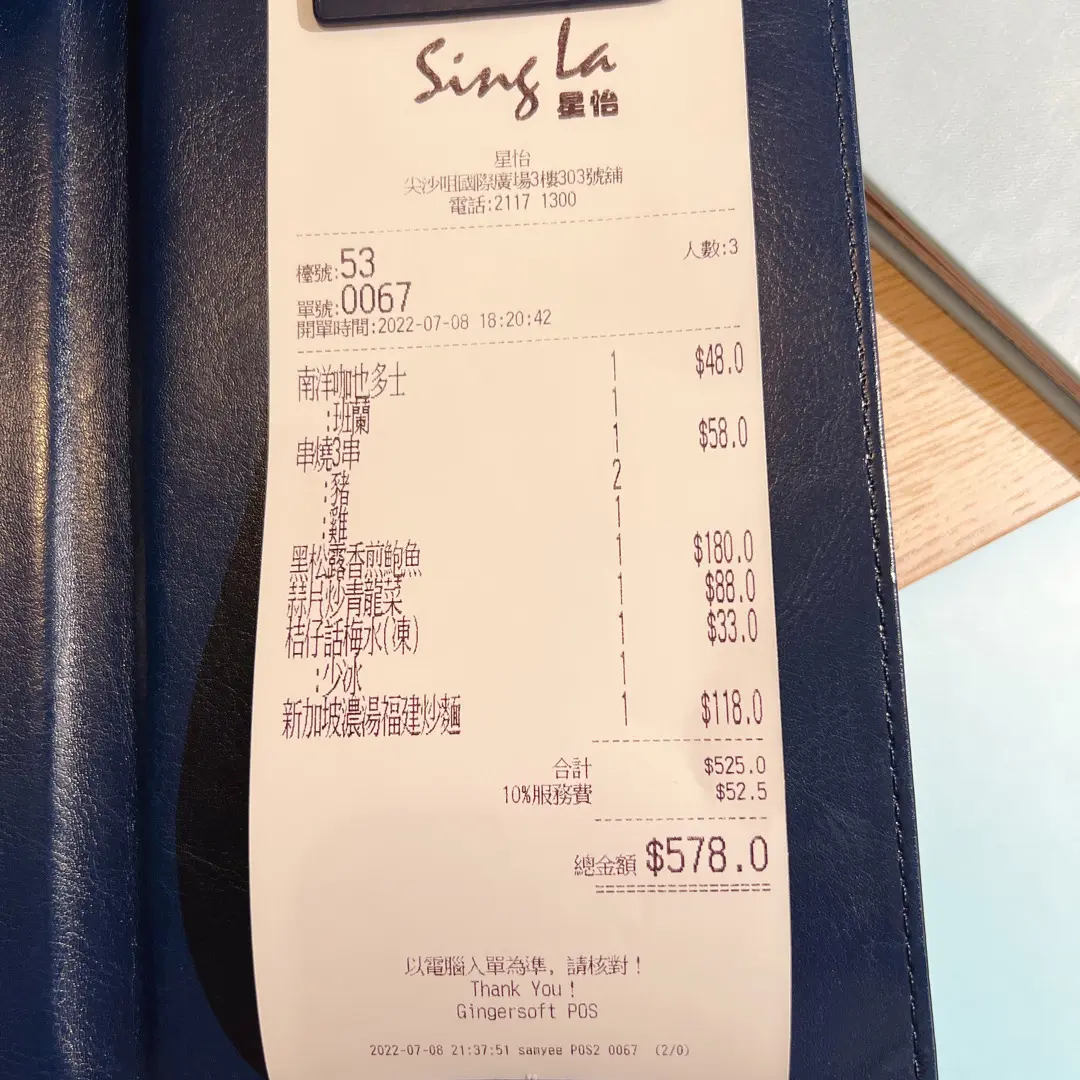 Sing La
星怡
星怡
尖沙咀國際廣場3樓303號舖
電話:2117 1300
檯號:53 人數:3
單號:0067
開單時間:2022-07-08 18:20:42
南洋咖也多士 1 $48.0
:班蘭 1
串燒3串 1 $58.0
:豬 2
:雞 1
黑松露香煎鮑魚 1 $180.0
蒜片炒青龍菜 1 $88.0
桔仔話梅水(凍) 1 $33.0
:少冰 1
新加坡濃湯福建炒麵 1 $118.0
合計 $525.0
10%服務費 $52.5
總金額 $578.0
以電腦入單為準, 請核對!
Thank You!
Gingersoft POS
2022-07-08 21:37:51 samyee POS2 0067 (2/0)